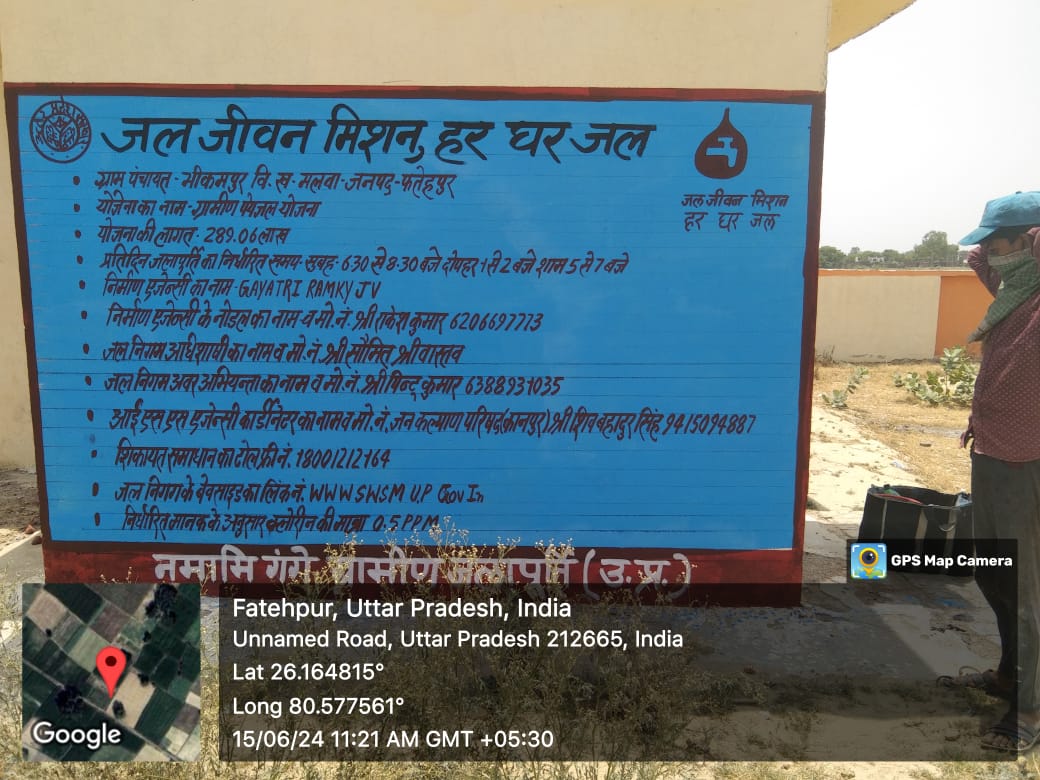 जल जीवन मिशन, हर घर जल
जल जीवन मिशन
हर घर जल
ग्राम पंचायत - भीकमपुर वि. ख - मलवा - जनपद - फतेहपुर
योजना का नाम - ग्रामीण पेयजल योजना
योजना की लागत - 289.06 लाख
प्रतिदिन जलापूर्ति का निर्धारित समय - सुबह - 6 30 से 8-30 बजे दोपहर 1 से 2 बजे शाम 5 से 7 बजे
निर्माण एजेन्सी का नाम - GAYATRI RAMKY JV
निर्माण एजेन्सी के नोडल का नाम व मो. नं. श्री राकेश कुमार 6206697773
जल निगम अधिशाषी का नाम व मो. नं. श्री सौमित्र श्रीवास्तव
जल निगम अवर अभियन्ता का नाम व मो. नं. श्री पिन्टू कुमार 6388931035
आई एस एस एजेन्सी कार्डीनेटर का नाम व मो. नं. जन कल्याण परिषद (कानपुर) श्री शिव बहादुर सिंह 9415094887
शिकायत समाधान का टोल फ्री नं. 18001212164
जल निगम के वेवसाइड का लिंक नं. WWW SWSM U.P Gov In
निर्धारित मानक के अनुसार क्लोरीन की मात्रा 0.5 PPM
नमामि गंगे ग्रामीण जलापूर्ति (उ.प्र.)
GPS Map Camera
Fatehpur, Uttar Pradesh, India
Unnamed Road, Uttar Pradesh 212665, India
Lat 26.164815°
Long 80.577561°
15/06/24 11:21 AM GMT +05:30
Google